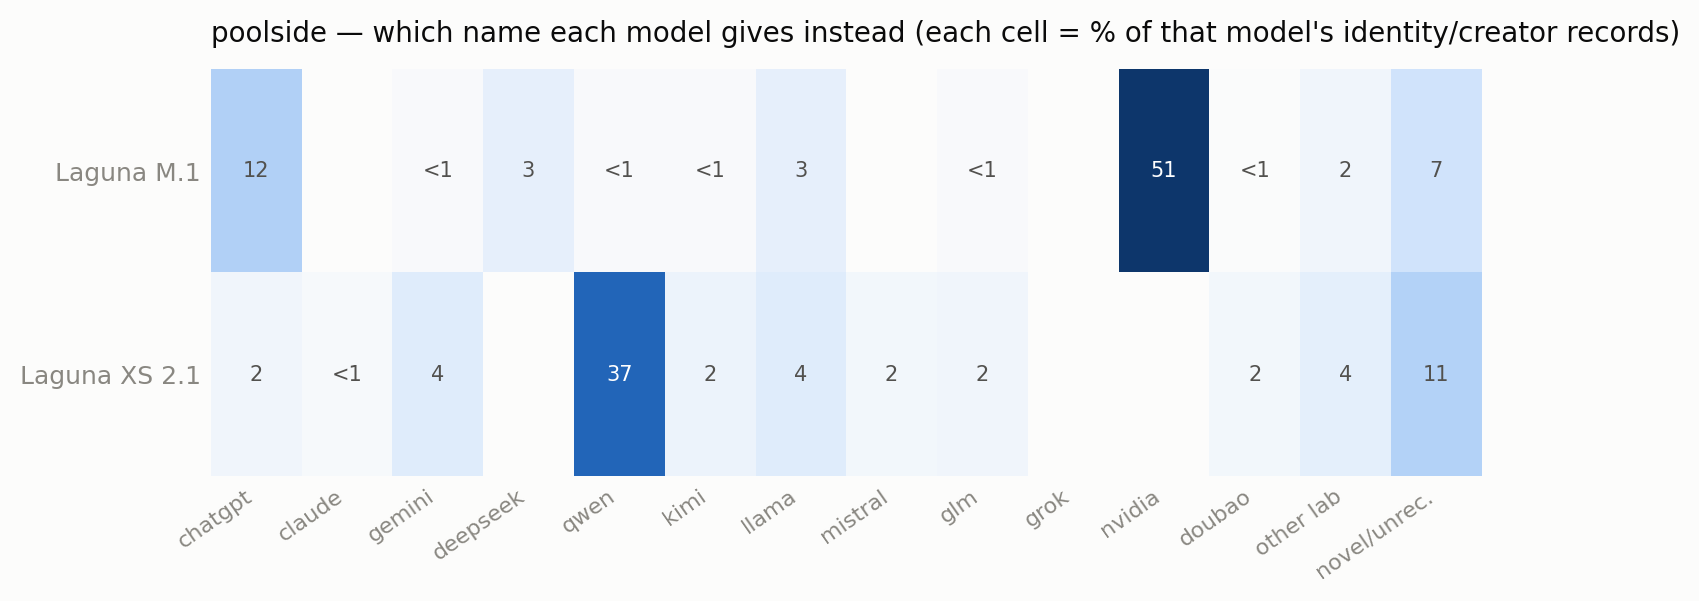 poolside — which name each model gives instead (each cell = % of that model's identity/creator records)
Laguna M.1 12 <1 3 <1 <1 3 <1 51 <1 2 7
Laguna XS 2.1 2 <1 4 37 2 4 2 2 2 4 11
chatgpt claude gemini deepseek qwen kimi llama mistral glm grok nvidia doubao other lab novel/unrec.